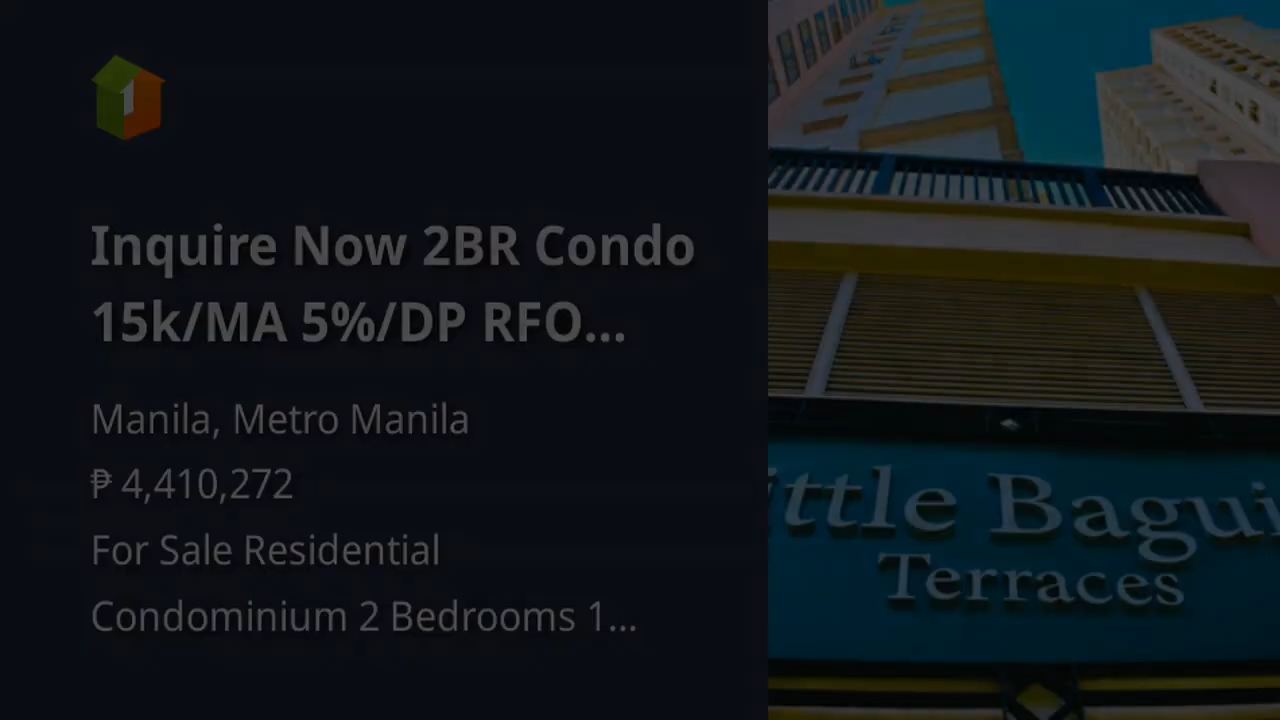 Inquire Now 2BR Condo
15k/MA 5%/DP RFO...
Manila, Metro Manila
₱ 4,410,272
For Sale Residential
Condominium 2 Bedrooms 1...
ittle Bagui
Terraces